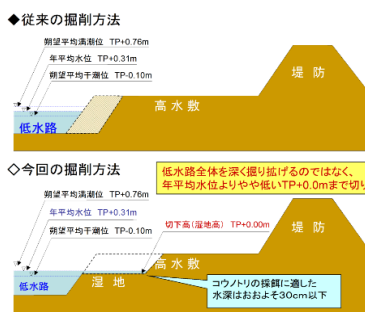 ◆従来の掘削方法
朔望平均満潮位 TP+0.76m
年平均水位 TP+0.31m
朔望平均干潮位 TP-0.10m
堤 防
高 水 敷
低水路
◇今回の掘削方法
低水路全体を深く掘り拡げるのではなく、
年平均水位よりやや低いTP+0.0mまで切り
朔望平均満潮位 TP+0.76m
年平均水位 TP+0.31m
切下高(湿地高) TP+0.00m
朔望平均干潮位 TP-0.10m
堤 防
高 水 敷
低水路
湿 地
コウノトリの採餌に適した
水深はおおよそ30cm以下